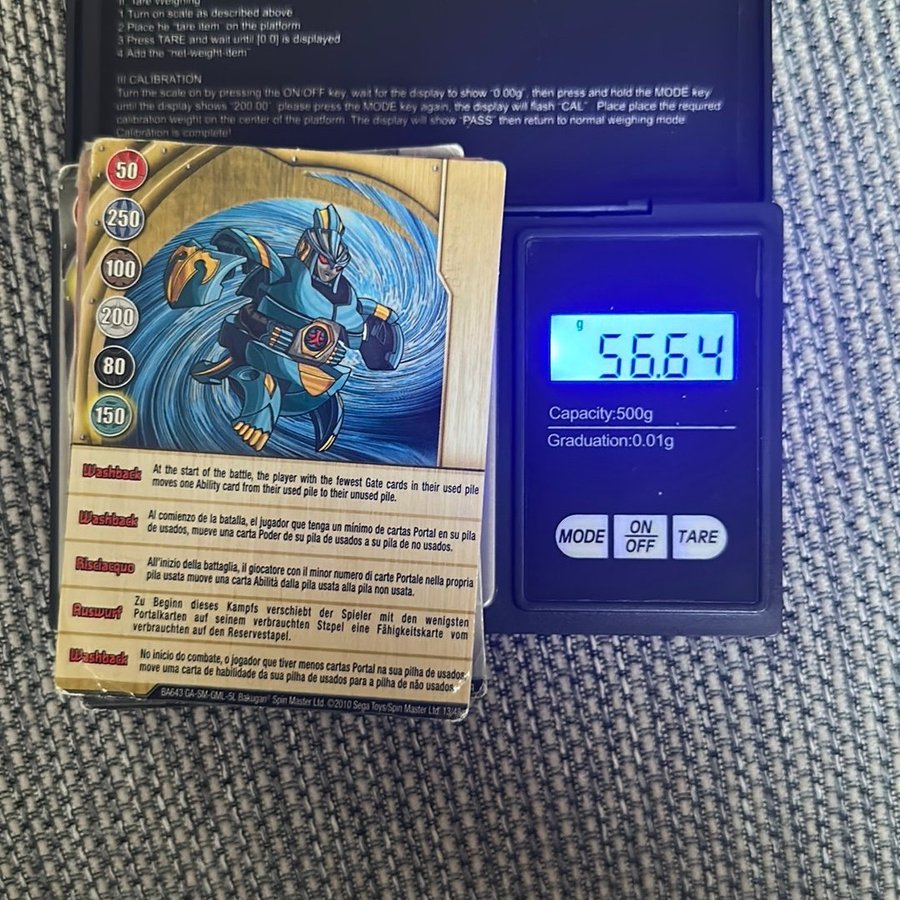 II Tare Weighing
1 Turn on scale as described above
2 Place he "tare item" on the platform
3 Press TARE and wait until [0.0] is displayed
4 Add the "net-weight-item"
III CALIBRATION
Turn the scale on by pressing the ON/OFF key, wait for the display to show "0.00g", then press and hold the MODE key
until the display shows "200.00" please press the MODE key again, the display will flash "CAL". Place place the required
calibration weight on the center of the platform. The display will show "PASS" then return to normal weighing mode.
Calibration is complete!
50
250
100
200
80
150
Washback At the start of the battle, the player with the fewest Gate cards in their used pile
moves one Ability card from their used pile to their unused pile.
Washback Al comienzo de la batalla, el jugador que tenga un mínimo de cartas Portal en su pila
de usados, mueve una carta Poder de su pila de usados a su pila de no usados.
Risciacquo All'inizio della battaglia, il giocatore con il minor numero di carte Portale nella propria
pila usata muove una carta Abilità dalla pila usata alla pila non usata.
Auswurf Zu Beginn dieses Kampfs verschiebt der Spieler mit den wenigsten
Portalkarten auf seinem verbrauchten Stspel eine Fähigkeitskarte vom
verbrauchten auf den Reservestapel.
Washback No início do combate, o jogador que tiver menos cartas Portal na sua pilha de usados,
move uma carta de habilidade da sua pilha de usados para a pilha de não usados.
BA643 GA-SM-GML-5L Bakugan® Spin Master Ltd. ©2010 Sega Toys/Spin Master Ltd. 13/48
g
56.64
Capacity:500g
Graduation:0.01g
MODE
ON
OFF
TARE